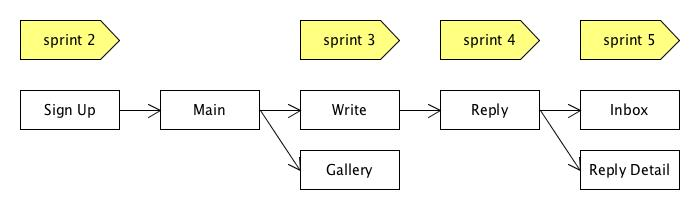 sprint 2
sprint 3
sprint 4
sprint 5
Sign Up
Main
Write
Reply
Inbox
Gallery
Reply Detail